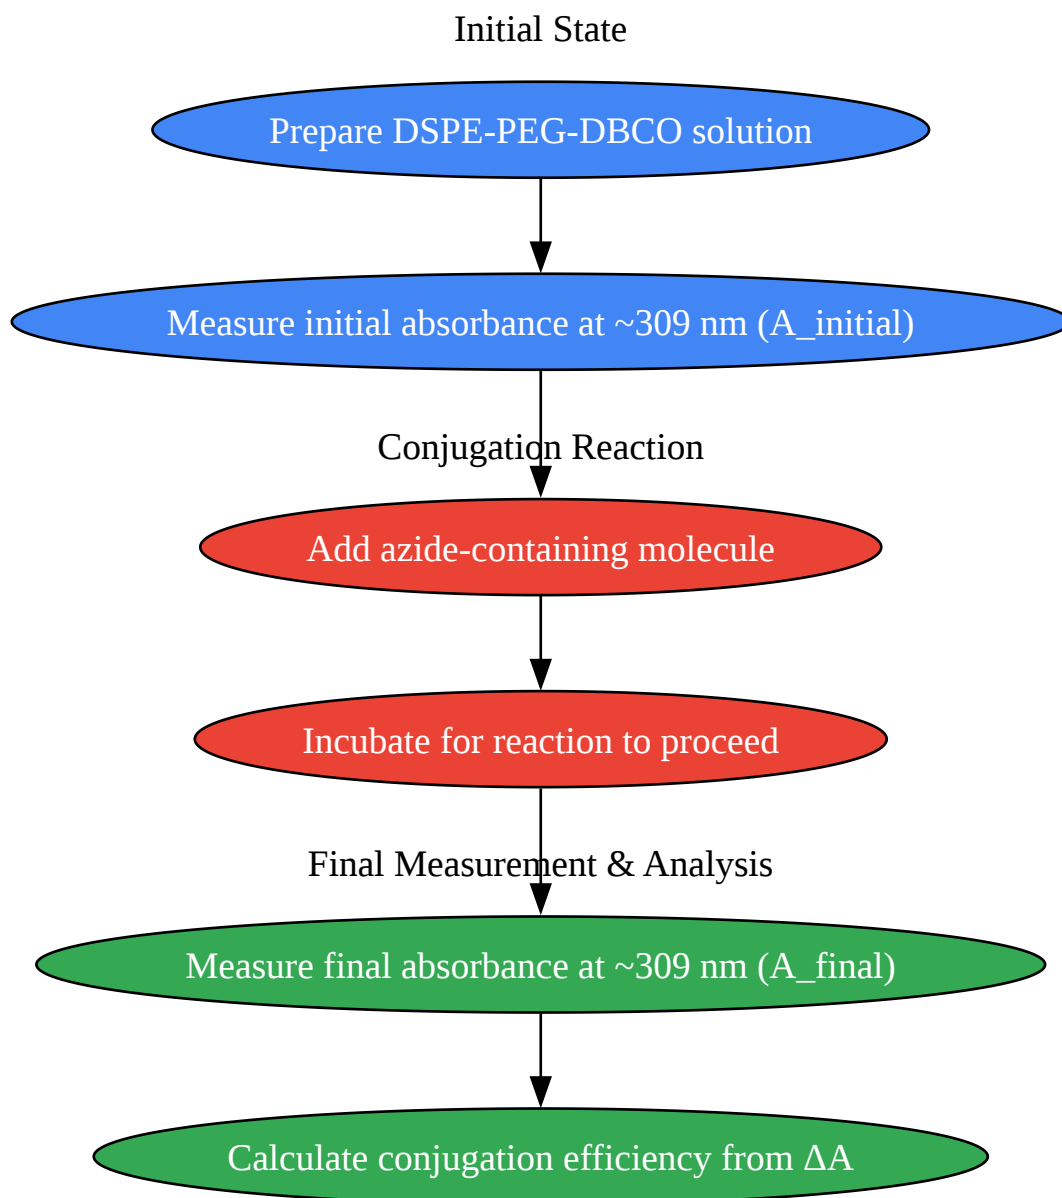 Initial State
Prepare DSPE-PEG-DBCO solution
Measure initial absorbance at ~309 nm (A_initial)
Conjugation Reaction
Add azide-containing molecule
Incubate for reaction to proceed
Final Measurement & Analysis
Measure final absorbance at ~309 nm (A_final)
Calculate conjugation efficiency from ΔA